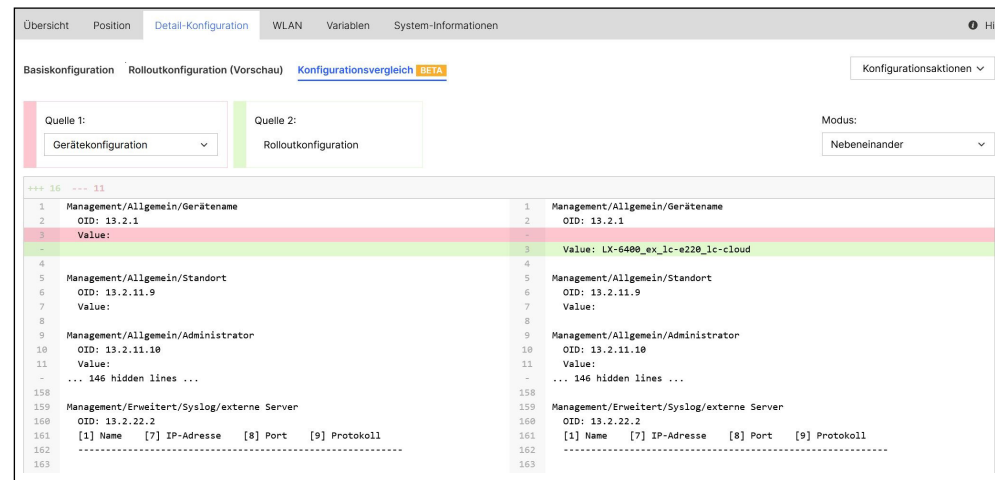 Übersicht Position Detail-Konfiguration WLAN Variablen System-Informationen Hi
Basiskonfiguration Rolloutkonfiguration (Vorschau) Konfigurationsvergleich BETA Konfigurationsaktionen
Quelle 1: Quelle 2: Modus:
Gerätekonfiguration Rolloutkonfiguration Nebeneinander
+++ 16 --- 11
1 Management/Allgemein/Gerätename 1 Management/Allgemein/Gerätename
2 OID: 13.2.1 2 OID: 13.2.1
3 Value: -
- 3 Value: LX-6400_ex_lc-e220_lc-cloud
4 4
5 Management/Allgemein/Standort 5 Management/Allgemein/Standort
6 OID: 13.2.11.9 6 OID: 13.2.11.9
7 Value: 7 Value:
8 8
9 Management/Allgemein/Administrator 9 Management/Allgemein/Administrator
10 OID: 13.2.11.10 10 OID: 13.2.11.10
11 Value: 11 Value:
- ... 146 hidden lines ... - ... 146 hidden lines ...
158 158
159 Management/Erweitert/Syslog/externe Server 159 Management/Erweitert/Syslog/externe Server
160 OID: 13.2.22.2 160 OID: 13.2.22.2
161 [1] Name [7] IP-Adresse [8] Port [9] Protokoll 161 [1] Name [7] IP-Adresse [8] Port [9] Protokoll
162 ---------------------------------------------------------- 162 ----------------------------------------------------------
163 163